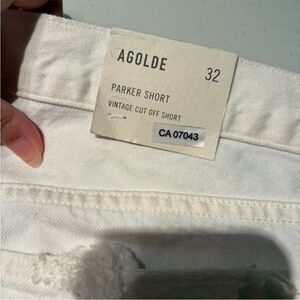 AGOLDE
32
PARKER SHORT
VINTAGE CUT OFF SHORT
CA 07043